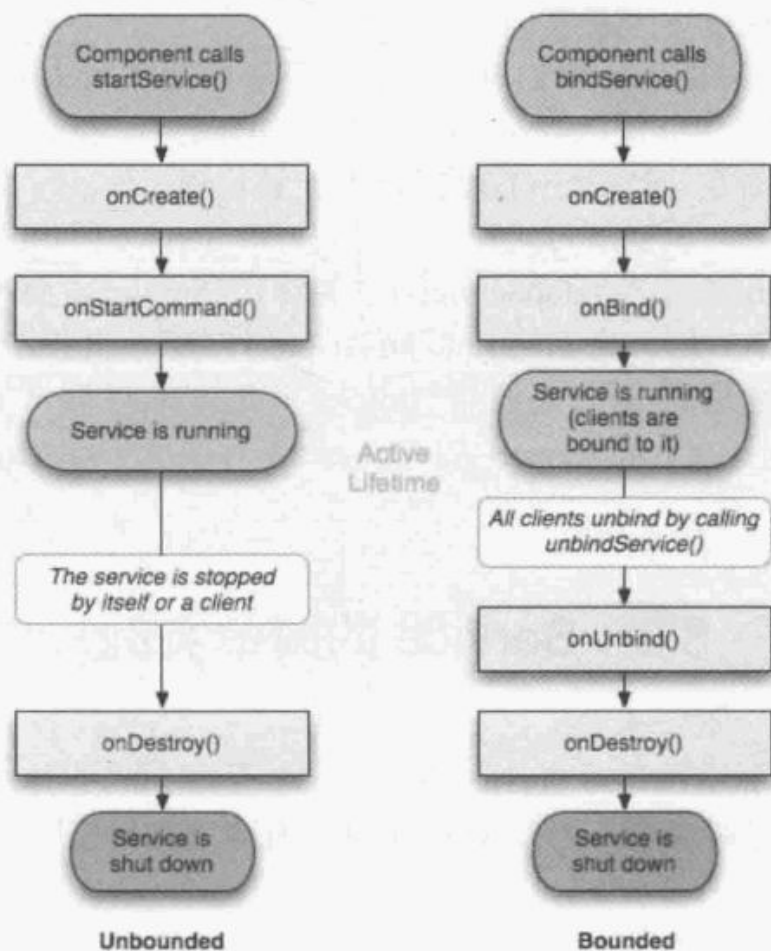 Component calls
startService()
onCreate()
onStartCommand()
Service is running
The service is stopped
by itself or a client
onDestroy()
Service is
shut down
Unbounded
Active
Lifetime
Component calls
bindService()
onCreate()
onBind()
Service is running
(clients are
bound to it)
All clients unbind by calling
unbindService()
onUnbind()
onDestroy()
Service is
shut down
Bounded